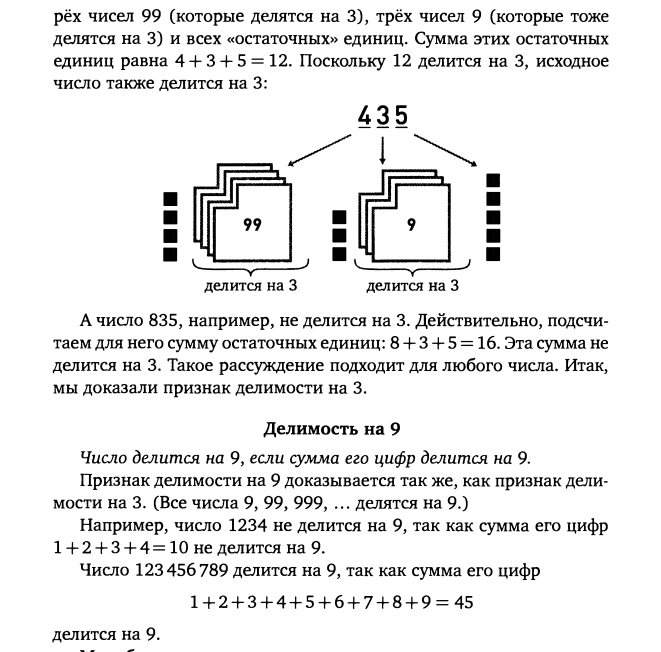 рёх чисел 99 (которые делятся на 3), трёх чисел 9 (которые тоже
делятся на 3) и всех «остаточных» единиц. Сумма этих остаточных
единиц равна 4 + 3 + 5 = 12. Поскольку 12 делится на 3, исходное
число также делится на 3:
4 3 5
99
9
делится на 3
делится на 3
А число 835, например, не делится на 3. Действительно, подсчи-
таем для него сумму остаточных единиц: 8 + 3 + 5 = 16. Эта сумма не
делится на 3. Такое рассуждение подходит для любого числа. Итак,
мы доказали признак делимости на 3.
Делимость на 9
Число делится на 9, если сумма его цифр делится на 9.
Признак делимости на 9 доказывается так же, как признак дели-
мости на 3. (Все числа 9, 99, 999, … делятся на 9.)
Например, число 1234 не делится на 9, так как сумма его цифр
1 + 2 + 3 + 4 = 10 не делится на 9.
Число 123 456 789 делится на 9, так как сумма его цифр
1 + 2 + 3 + 4 + 5 + 6 + 7 + 8 + 9 = 45
делится на 9.